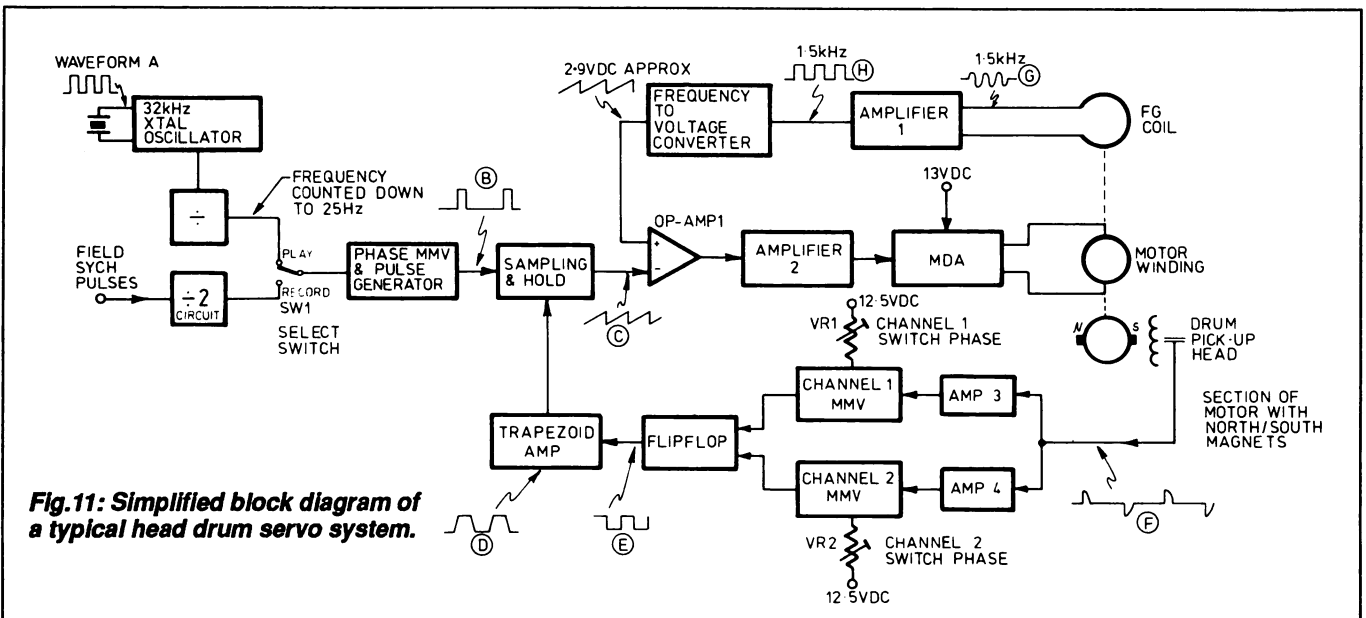 WAVEFORM A
32kHz
XTAL
OSCILLATOR
÷
FREQUENCY
COUNTED DOWN
TO 25Hz
FIELD
SYCH
PULSES
÷2
CIRCUIT
PLAY
RECORD
SW1
SELECT
SWITCH
PHASE MMV
& PULSE
GENERATOR
B
SAMPLING
& HOLD
C
2·9VDC APPROX
FREQUENCY
TO
VOLTAGE
CONVERTER
1·5kHz
H
AMPLIFIER
1
1·5kHz
G
FG
COIL
OP-AMP1
+
−
AMPLIFIER
2
13VDC
MDA
MOTOR
WINDING
N
S
DRUM
PICK-UP
HEAD
SECTION OF
MOTOR WITH
NORTH/SOUTH
MAGNETS
12·5VDC
VR1
CHANNEL 1
SWITCH PHASE
CHANNEL 1
MMV
AMP 3
TRAPEZOID
AMP
FLIPFLOP
CHANNEL 2
MMV
AMP 4
F
D
E
VR2
CHANNEL 2
SWITCH PHASE
12·5VDC
Fig.11: Simplified block diagram of
a typical head drum servo system.